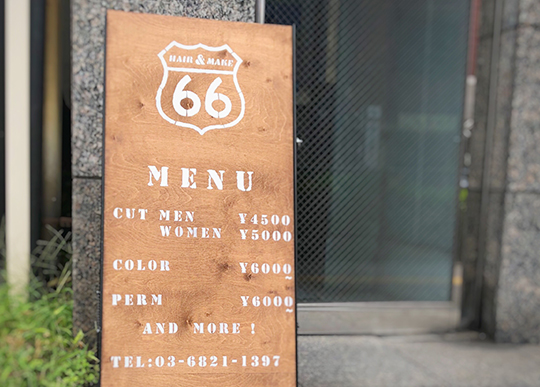 HAIR & MAKE
66
MENU
CUT MEN ¥4500
WOMEN ¥5000
COLOR ¥6000~
PERM ¥6000~
AND MORE !
TEL:03-6821-1397